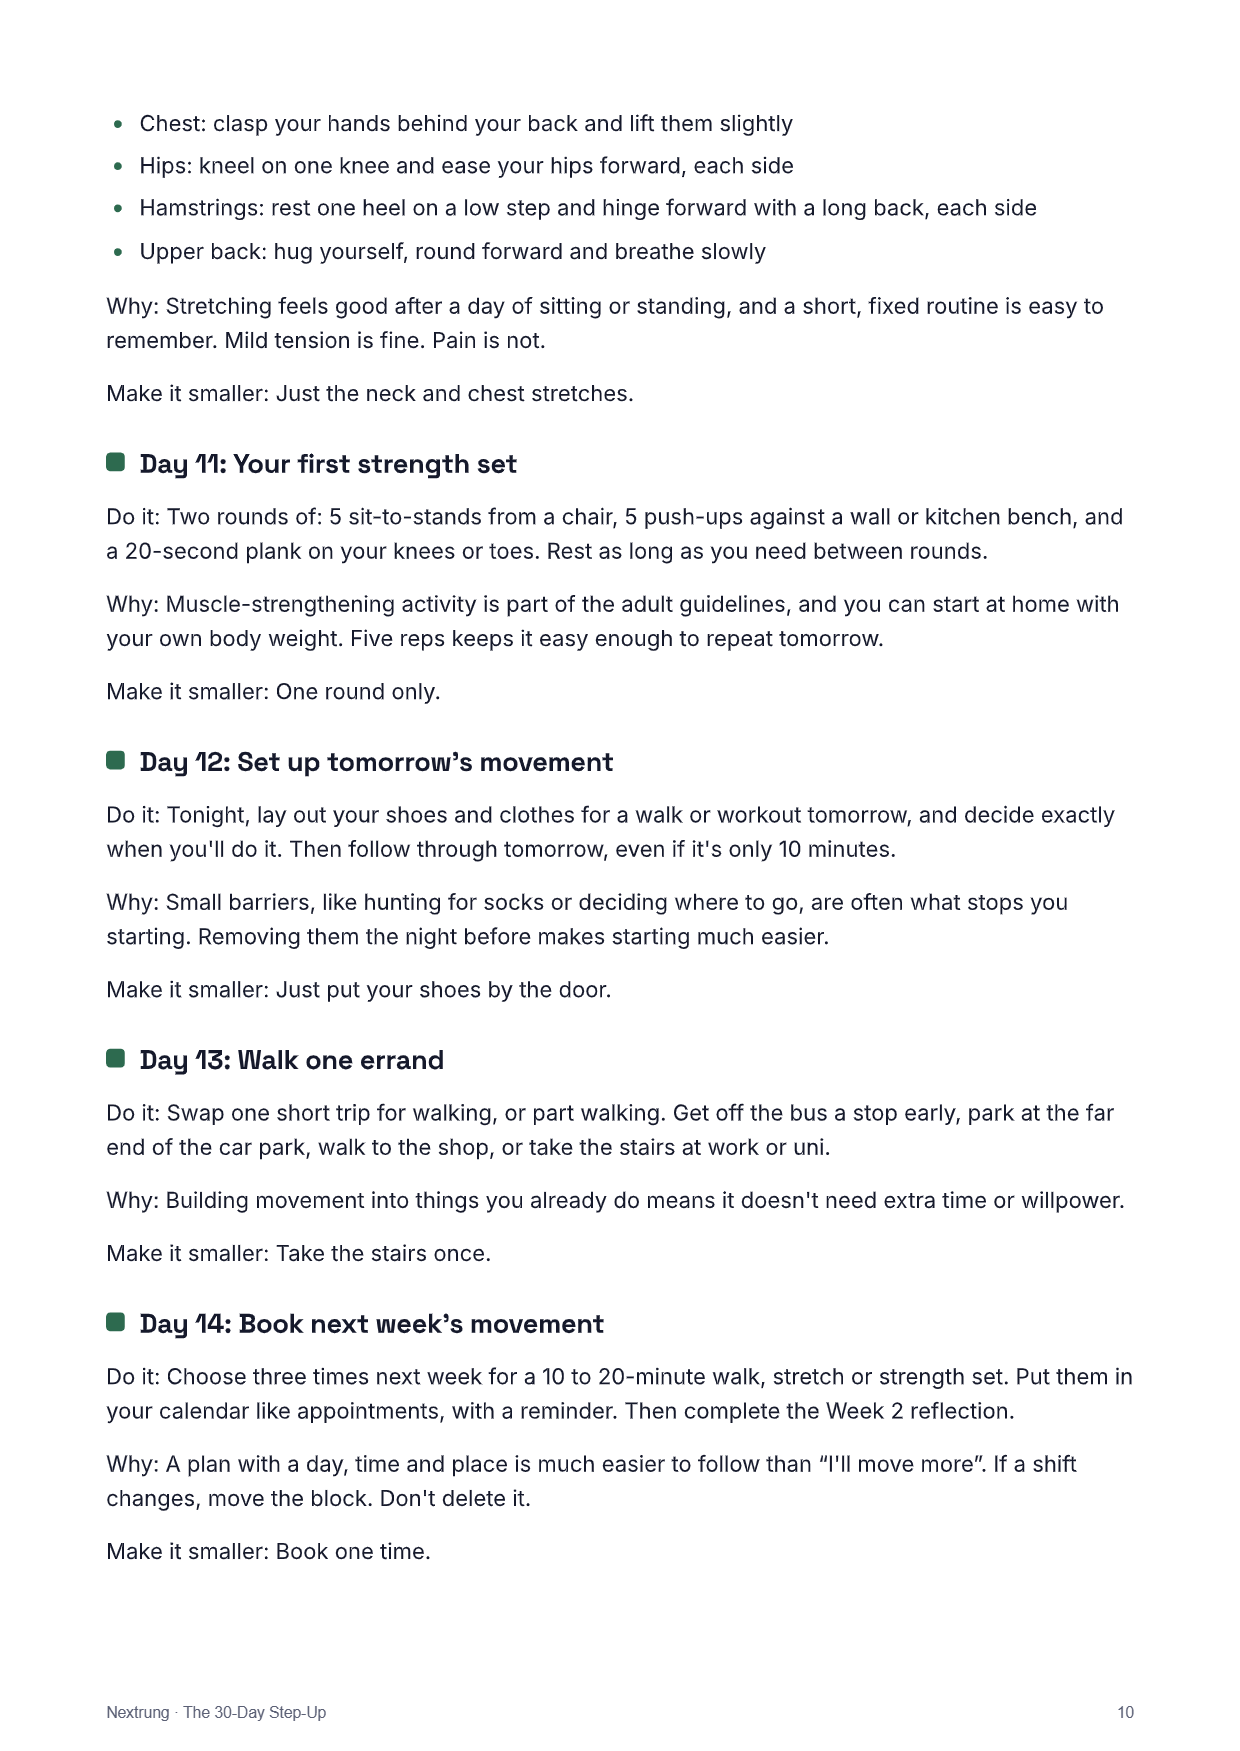 • Chest: clasp your hands behind your back and lift them slightly
• Hips: kneel on one knee and ease your hips forward, each side
• Hamstrings: rest one heel on a low step and hinge forward with a long back, each side
• Upper back: hug yourself, round forward and breathe slowly
Why: Stretching feels good after a day of sitting or standing, and a short, fixed routine is easy to
remember. Mild tension is fine. Pain is not.
Make it smaller: Just the neck and chest stretches.
Day 11: Your first strength set
Do it: Two rounds of: 5 sit-to-stands from a chair, 5 push-ups against a wall or kitchen bench, and
a 20-second plank on your knees or toes. Rest as long as you need between rounds.
Why: Muscle-strengthening activity is part of the adult guidelines, and you can start at home with
your own body weight. Five reps keeps it easy enough to repeat tomorrow.
Make it smaller: One round only.
Day 12: Set up tomorrow’s movement
Do it: Tonight, lay out your shoes and clothes for a walk or workout tomorrow, and decide exactly
when you'll do it. Then follow through tomorrow, even if it's only 10 minutes.
Why: Small barriers, like hunting for socks or deciding where to go, are often what stops you
starting. Removing them the night before makes starting much easier.
Make it smaller: Just put your shoes by the door.
Day 13: Walk one errand
Do it: Swap one short trip for walking, or part walking. Get off the bus a stop early, park at the far
end of the car park, walk to the shop, or take the stairs at work or uni.
Why: Building movement into things you already do means it doesn't need extra time or willpower.
Make it smaller: Take the stairs once.
Day 14: Book next week’s movement
Do it: Choose three times next week for a 10 to 20-minute walk, stretch or strength set. Put them in
your calendar like appointments, with a reminder. Then complete the Week 2 reflection.
Why: A plan with a day, time and place is much easier to follow than “I'll move more”. If a shift
changes, move the block. Don't delete it.
Make it smaller: Book one time.
Nextrung · The 30-Day Step-Up
10